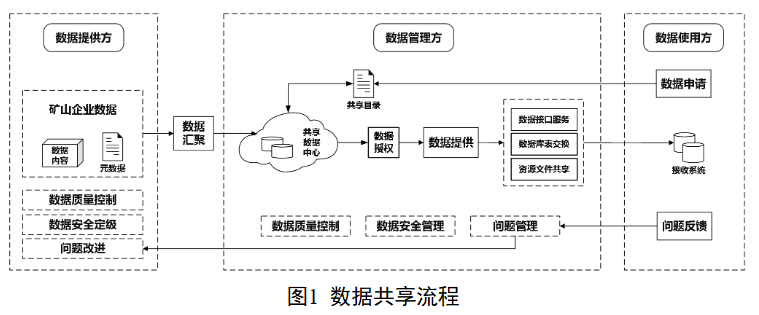 数据提供方
数据管理方
数据使用方
矿山企业数据
数据
内容
元数据
数据质量控制
数据安全定级
问题改进
数据
汇聚
共享目录
共享
数据
中心
数据
授权
数据提供
数据接口服务
数据库表交换
资源文件共享
数据质量控制
数据安全管理
问题管理
数据申请
接收系统
问题反馈
图1 数据共享流程